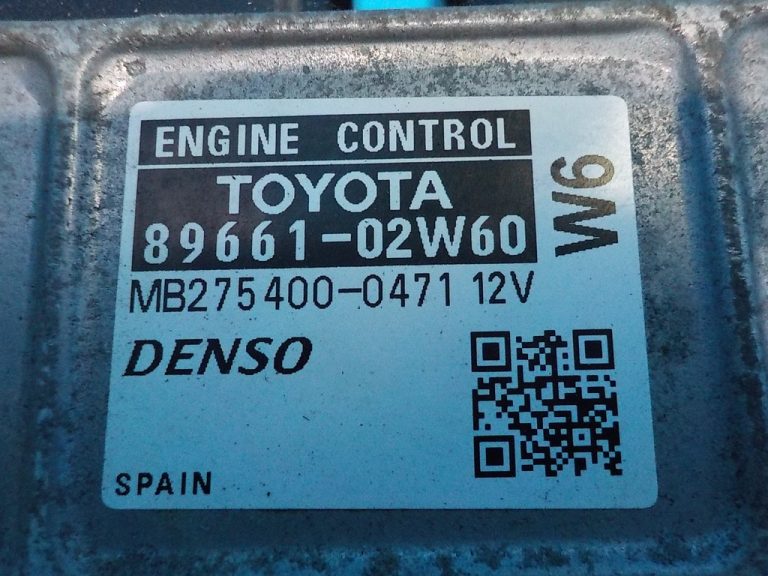 ENGINE CONTROL
TOYOTA
89661-02W60
W6
MB275400-0471 12V
DENSO
SPAIN